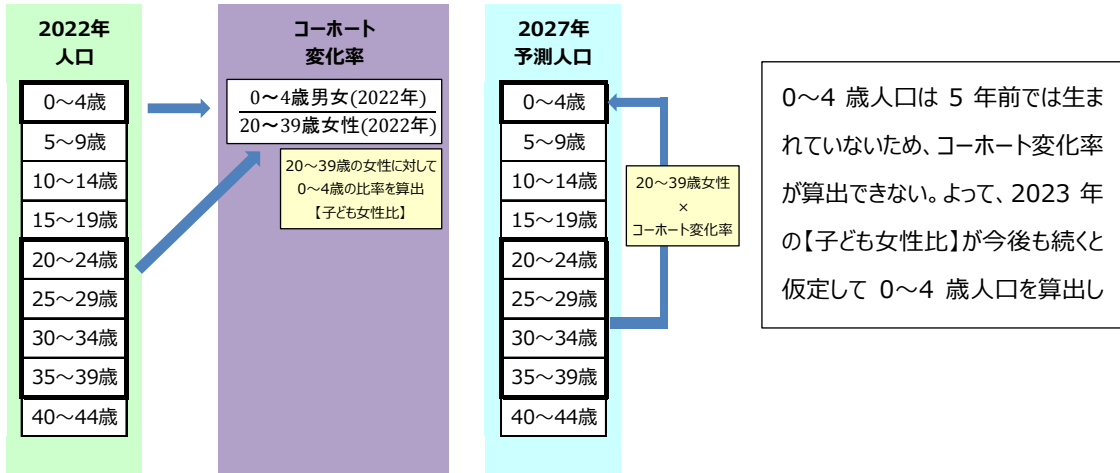 2022年
人口
0～4歳
5～9歳
10～14歳
15～19歳
20～24歳
25～29歳
30～34歳
35～39歳
40～44歳
コーホート
変化率
0～4歳男女(2022年)
20～39歳女性(2022年)
20～39歳の女性に対して
0～4歳の比率を算出
【子ども女性比】
2027年
予測人口
0～4歳
5～9歳
10～14歳
15～19歳
20～24歳
25～29歳
30～34歳
35～39歳
40～44歳
20～39歳女性
×
コーホート変化率
0～4 歳人口は 5 年前では生ま
れていないため、コーホート変化率
が算出できない。よって、2023 年
の【子ども女性比】が今後も続くと
仮定して 0～4 歳人口を算出し